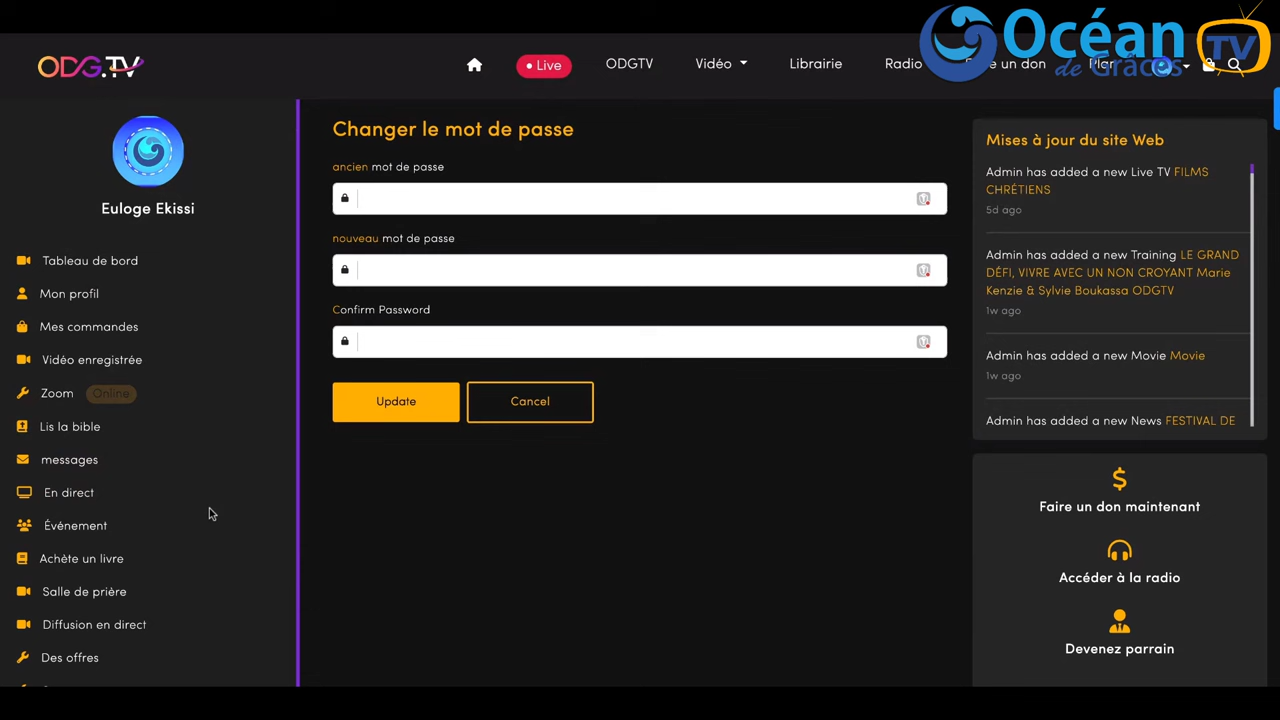 Océan
TV
de Grâces
ODG.TV
Live
ODGTV
Vidéo
Librairie
Radio
un don
Euloge Ekissi
Tableau de bord
Mon profil
Mes commandes
Vidéo enregistrée
Zoom Online
Lis la bible
messages
En direct
Événement
Achète un livre
Salle de prière
Diffusion en direct
Des offres
Changer le mot de passe
ancien mot de passe
nouveau mot de passe
Confirm Password
Update
Cancel
Mises à jour du site Web
Admin has added a new Live TV FILMS
CHRÉTIENS
5d ago
Admin has added a new Training LE GRAND
DÉFI, VIVRE AVEC UN NON CROYANT Marie
Kenzie & Sylvie Boukassa ODGTV
1w ago
Admin has added a new Movie Movie
1w ago
Admin has added a new News FESTIVAL DE
Faire un don maintenant
Accéder à la radio
Devenez parrain